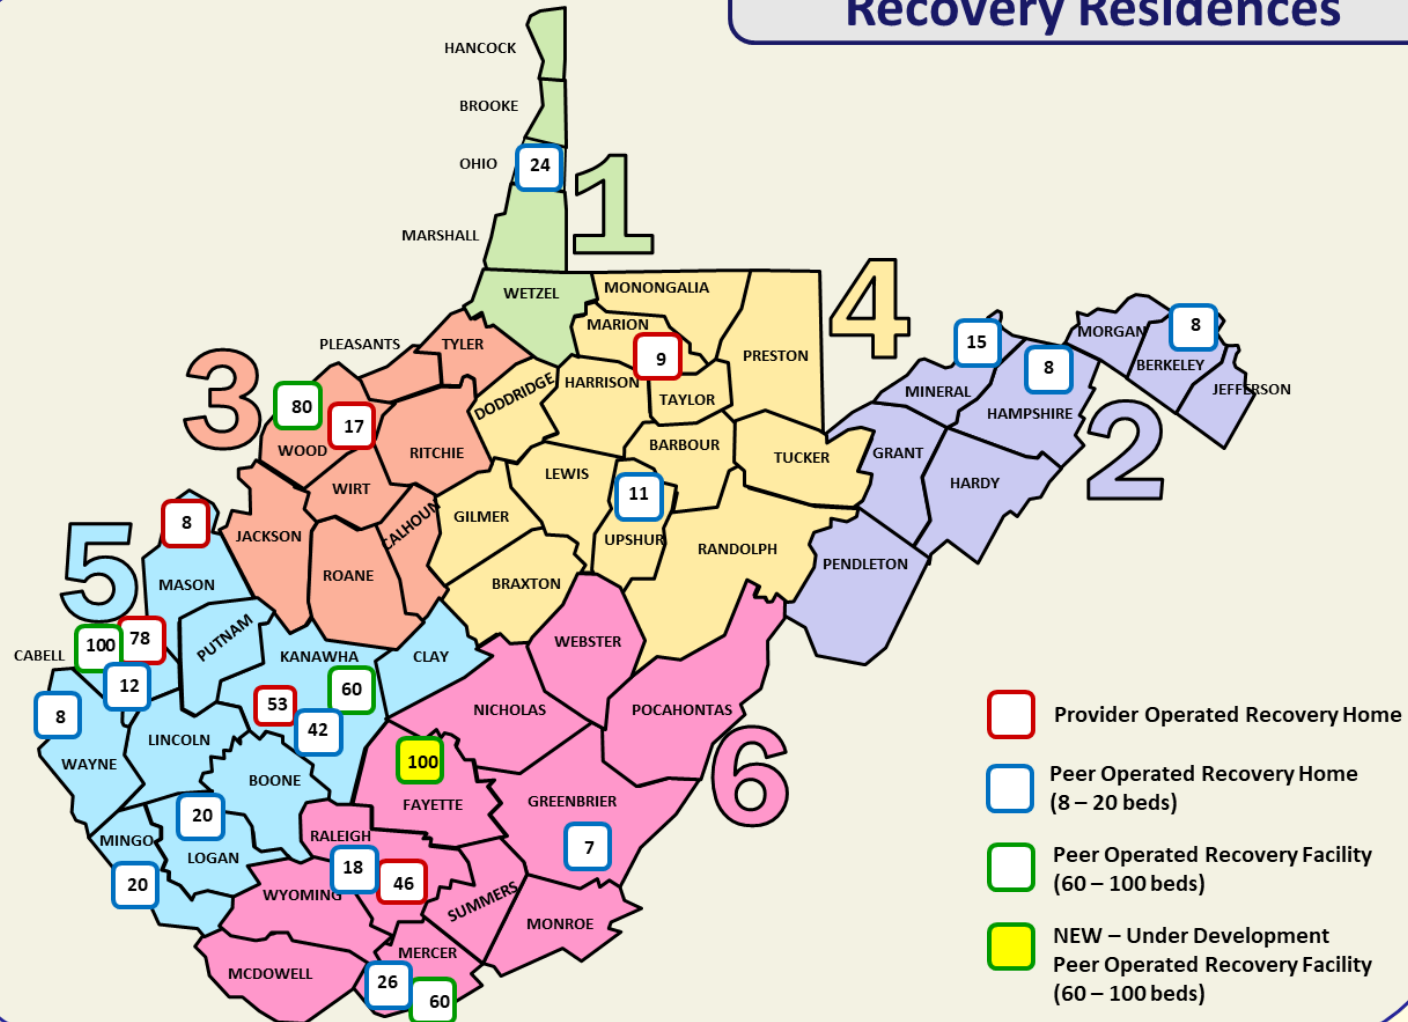 Recovery Residences
HANCOCK
BROOKE
OHIO
24
1
MARSHALL
WETZEL
MONONGALIA
4
MARION
PLEASANTS
TYLER
9
PRESTON
15
MORGAN
8
3
HARRISON
8
BERKELEY
DODDRIDGE
TAYLOR
MINERAL
JEFFERSON
80
17
HAMPSHIRE
2
WOOD
RITCHIE
BARBOUR
TUCKER
GRANT
WIRT
LEWIS
HARDY
11
8
CALHOUN
GILMER
JACKSON
UPSHUR
RANDOLPH
5
PENDLETON
MASON
ROANE
BRAXTON
PUTNAM
100
78
WEBSTER
CABELL
KANAWHA
CLAY
12
60
53
8
42
NICHOLAS
POCAHONTAS
6
LINCOLN
WAYNE
100
BOONE
FAYETTE
GREENBRIER
20
MINGO
RALEIGH
7
LOGAN
18
46
20
WYOMING
SUMMERS
MONROE
MERCER
MCDOWELL
26
60
Provider Operated Recovery Home
Peer Operated Recovery Home
(8 – 20 beds)
Peer Operated Recovery Facility
(60 – 100 beds)
NEW – Under Development
Peer Operated Recovery Facility
(60 – 100 beds)